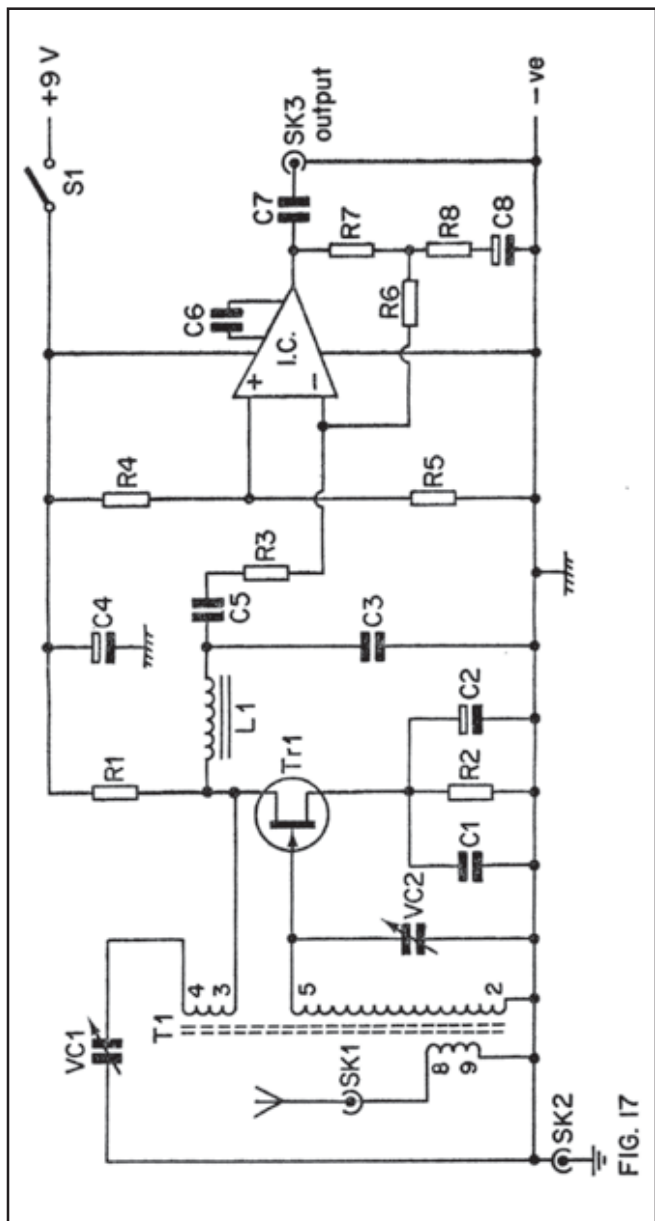 S1
+9 V
C4
R4
C6
C7
SK3
output
R1
L1
C5
R3
+
−
I.C.
R7
R6
R8
C8
VC1
T1
4
3
Tr1
5
2
VC2
C3
R5
C1
R2
C2
SK1
8
9
SK2
−ve
FIG. 17